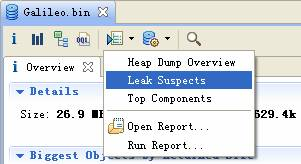 Galileo.bin
OQL
Overview
Heap Dump Overview
Leak Suspects
Top Components
Details
Size: 26.9
629.4k
Open Report...
Run Report...
Biggest Objects by Retained Size